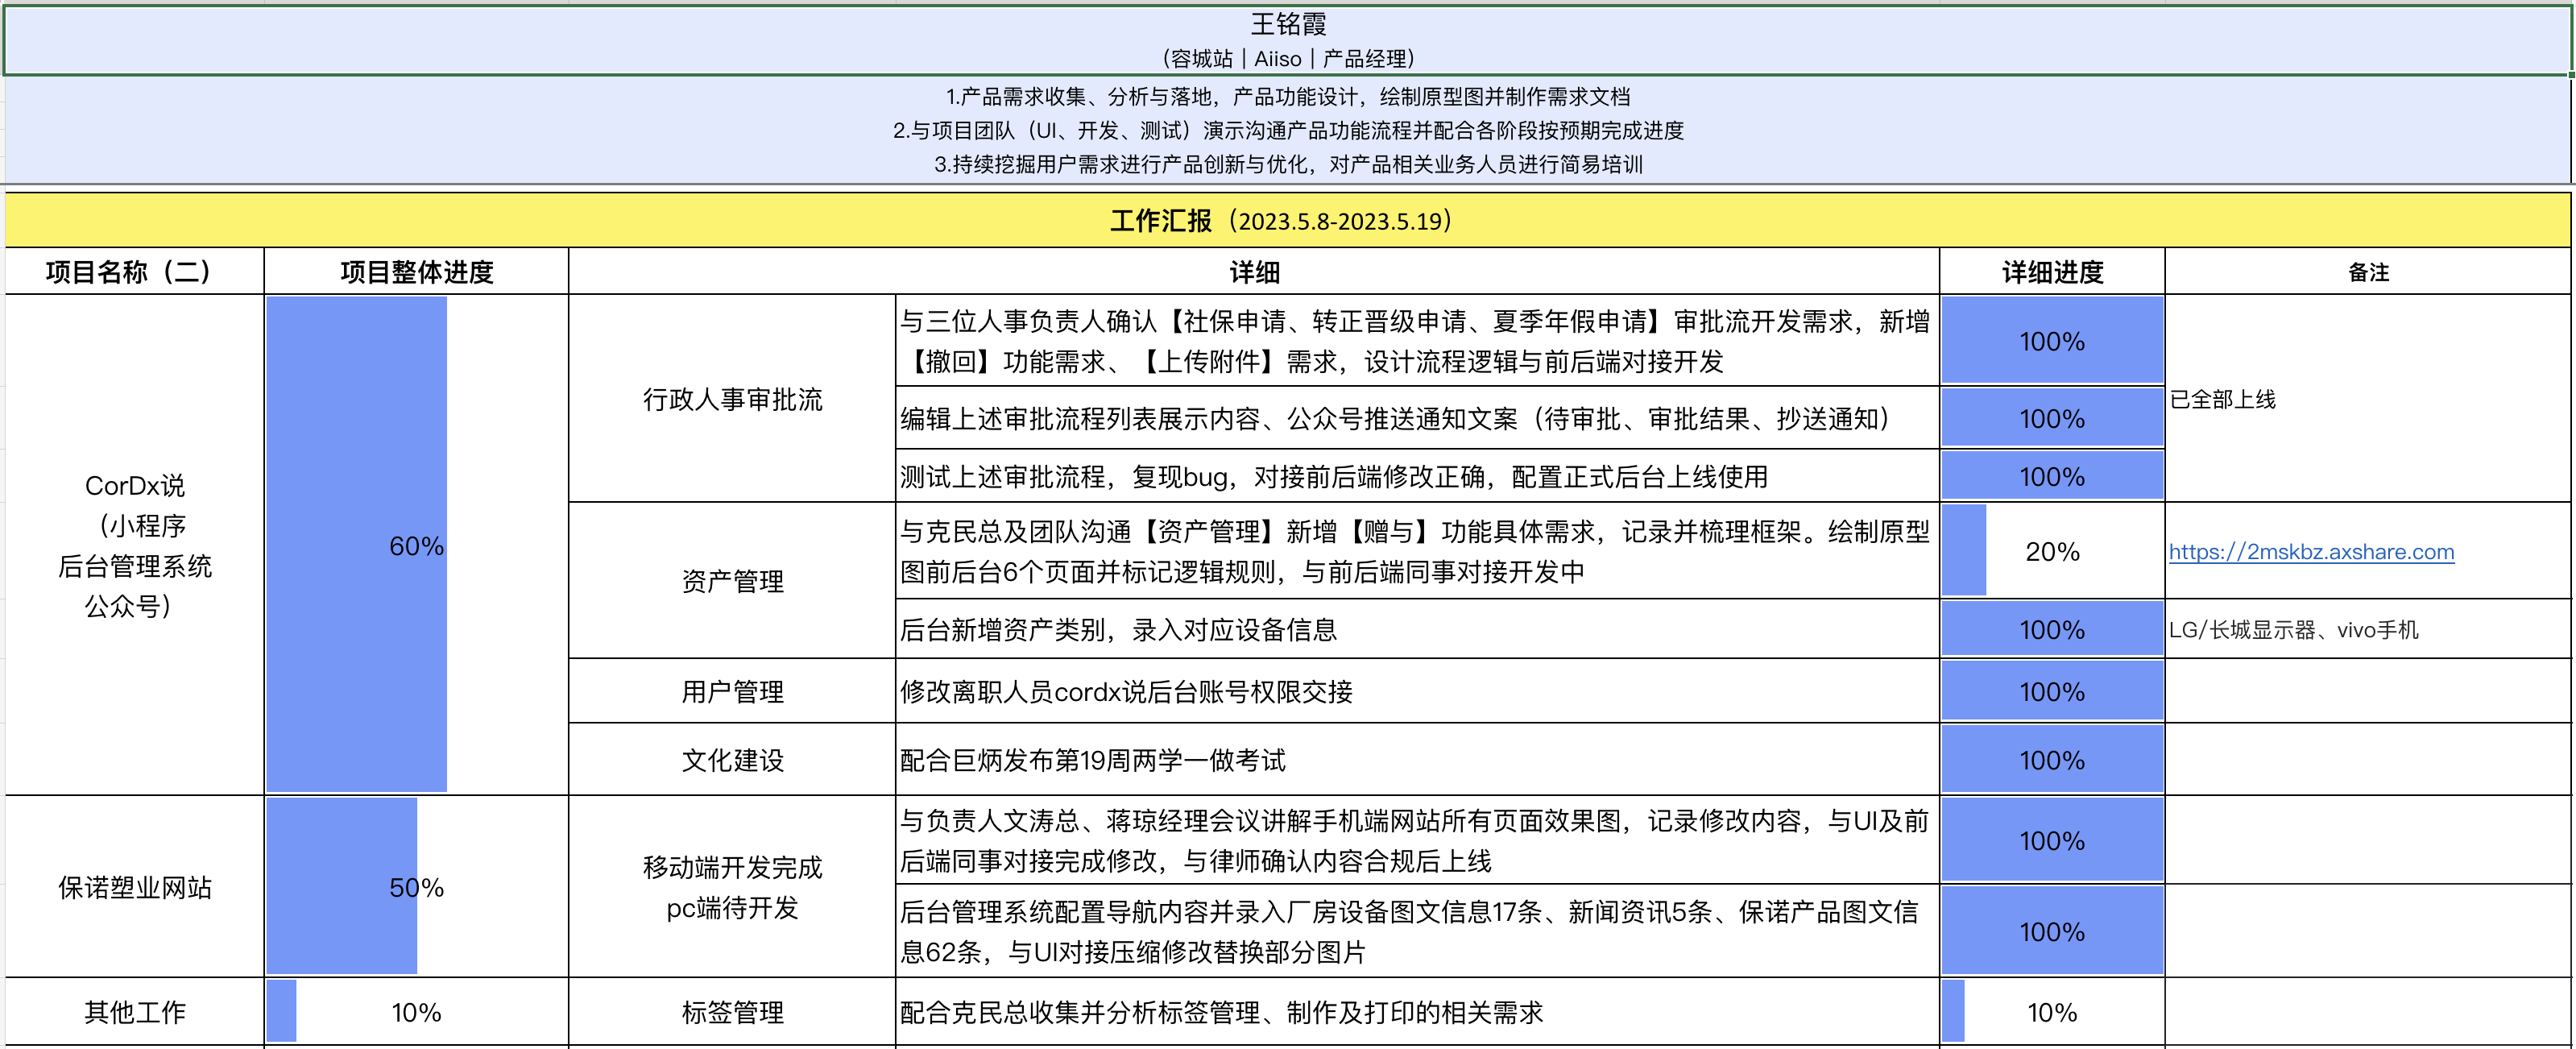 王铭霞
(容城站｜Aiiso｜产品经理)
1.产品需求收集、分析与落地，产品功能设计，绘制原型图并制作需求文档
2.与项目团队（UI、开发、测试）演示沟通产品功能流程并配合各阶段按预期完成进度
3.持续挖掘用户需求进行产品创新与优化，对产品相关业务人员进行简易培训
工作汇报（2023.5.8-2023.5.19）
项目名称（二）
项目整体进度
详细
详细进度
备注
CorDx说
（小程序
后台管理系统
公众号）
60%
行政人事审批流
与三位人事负责人确认【社保申请、转正晋级申请、夏季年假申请】审批流开发需求，新增
【撤回】功能需求、【上传附件】需求，设计流程逻辑与前后端对接开发
100%
已全部上线
编辑上述审批流程列表展示内容、公众号推送通知文案（待审批、审批结果、抄送通知）
100%
测试上述审批流程，复现bug，对接前后端修改正确，配置正式后台上线使用
100%
资产管理
与克民总及团队沟通【资产管理】新增【赠与】功能具体需求，记录并梳理框架。绘制原型
图前后台6个页面并标记逻辑规则，与前后端同事对接开发中
20%
https://2mskbz.axshare.com
后台新增资产类别，录入对应设备信息
100%
LG/长城显示器、vivo手机
用户管理
修改离职人员cordx说后台账号权限交接
100%
文化建设
配合巨炳发布第19周两学一做考试
100%
保诺塑业网站
50%
移动端开发完成
pc端待开发
与负责人文涛总、蒋琼经理会议讲解手机端网站所有页面效果图，记录修改内容，与UI及前
后端同事对接完成修改，与律师确认内容合规后上线
100%
后台管理系统配置导航内容并录入厂房设备图文信息17条、新闻资讯5条、保诺产品图文信
息62条，与UI对接压缩修改替换部分图片
100%
其他工作
10%
标签管理
配合克民总收集并分析标签管理、制作及打印的相关需求
10%